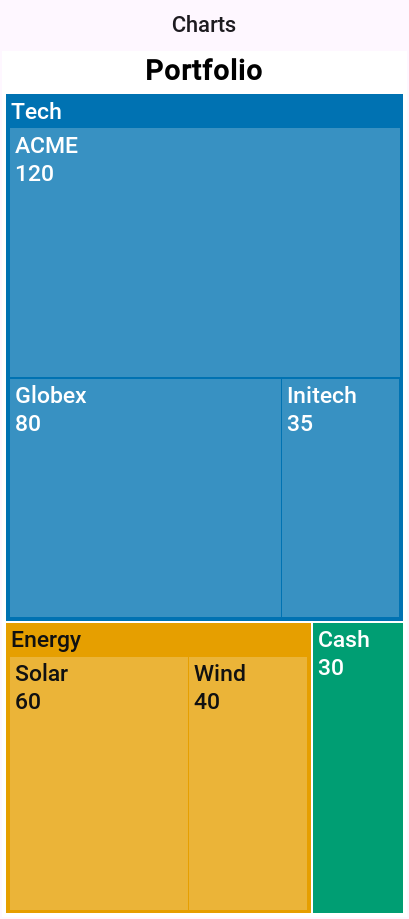 Charts
Portfolio
Tech
ACME
120
Globex
80
Initech
35
Energy
Solar
60
Wind
40
Cash
30